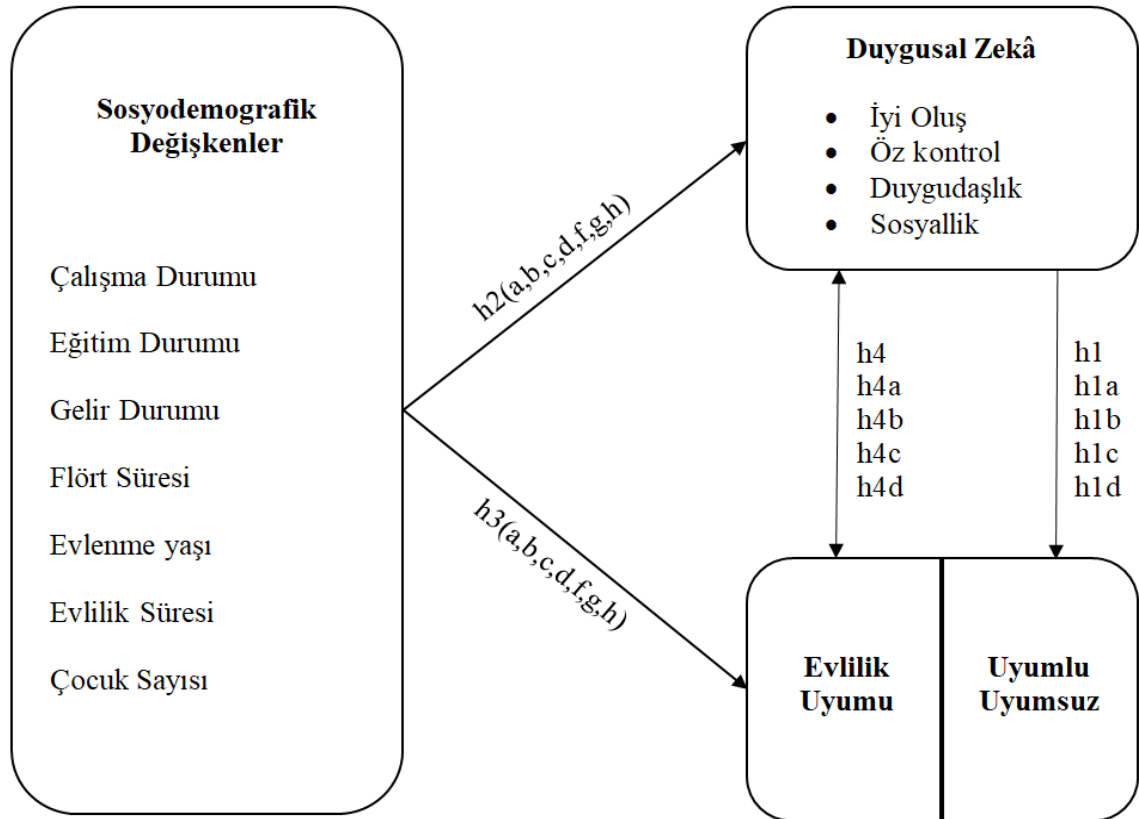 Sosyodemografik
Değişkenler
Çalışma Durumu
Eğitim Durumu
Gelir Durumu
Flört Süresi
Evlenme yaşı
Evlilik Süresi
Çocuk Sayısı
h2(a,b,c,d,f,g,h)
h3(a,b,c,d,f,g,h)
Duygusal Zekâ
• İyi Oluş
• Öz kontrol
• Duygudaşlık
• Sosyallik
h4
h4a
h4b
h4c
h4d
h1
h1a
h1b
h1c
h1d
Evlilik
Uyumu
Uyumlu
Uyumsuz